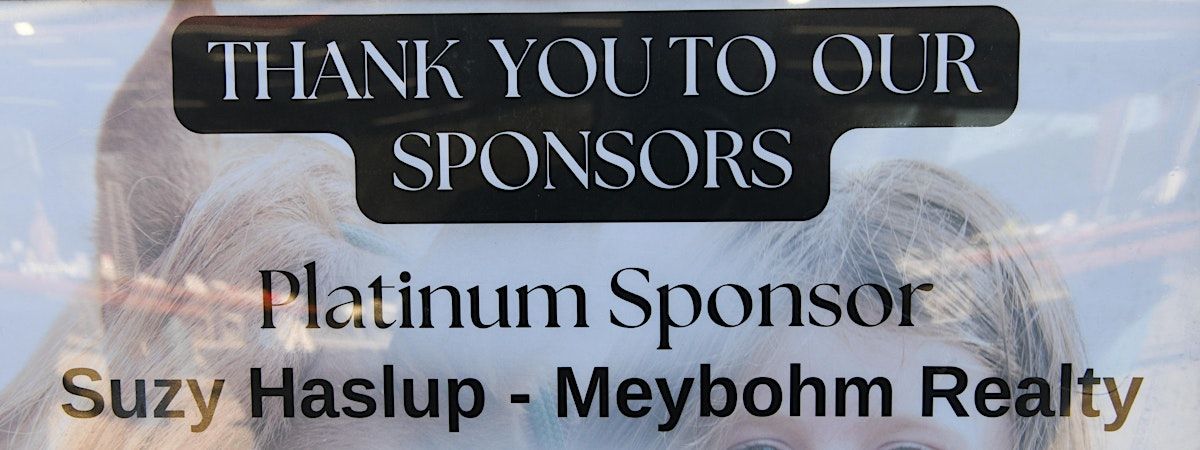 THANK YOU TO OUR
SPONSORS
Platinum Sponsor
Suzy Haslup - Meybohm Realty